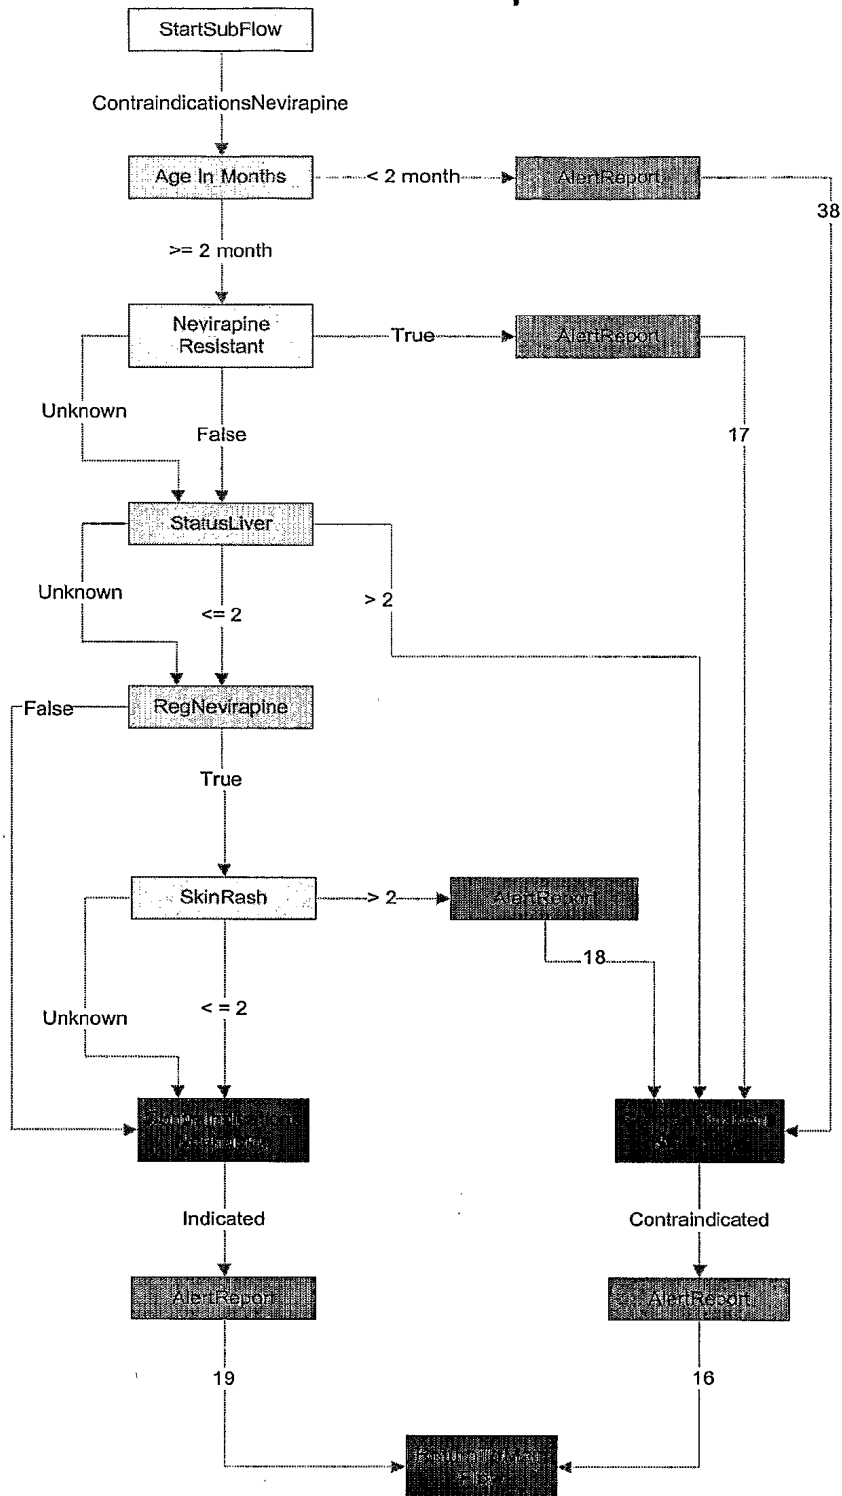 StartSubFlow
ContraindicationsNevirapine
Age In Months
< 2 month
AlertReport
38
>= 2 month
Nevirapine
Resistant
True
AlertReport
Unknown
False
17
StatusLiver
Unknown
<= 2
> 2
RegNevirapine
False
True
SkinRash
> 2
AlertReport
18
Unknown
< = 2
Indicated
Contraindicated
AlertReport
AlertReport
19
16